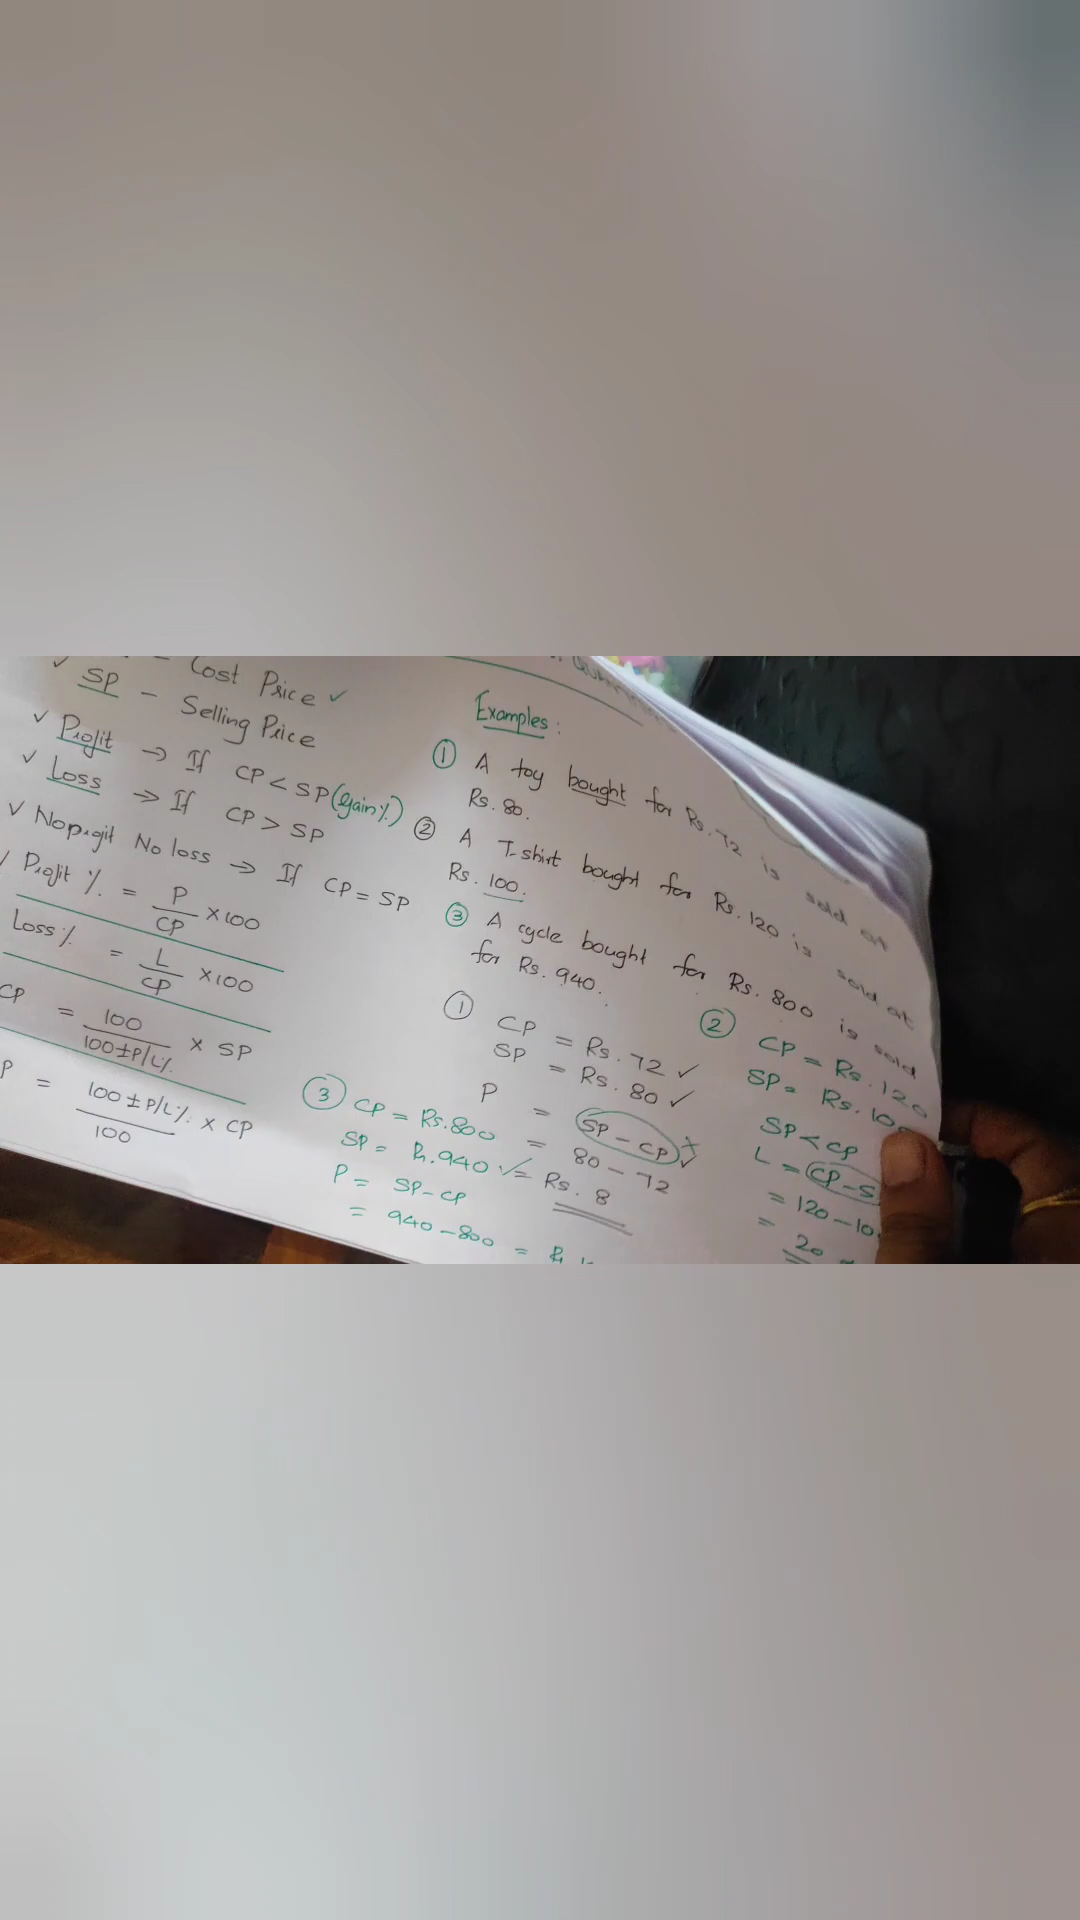 - Cost Price ✓
✓ SP - Selling Price
✓ Profit → If CP < SP (gain%)
✓ Loss → If CP > SP
✓ No profit No loss → If CP = SP
✓ Profit % = P/CP × 100
Loss % = L/CP × 100
CP = 100/(100 ± P/L%) × SP
P = (100 ± P/L%)/100 × CP
Examples :
① A toy bought for Rs. 72 is sold at
Rs. 80.
② A T-shirt bought for Rs. 120 is sold at
Rs. 100.
③ A cycle bought for Rs. 800 is sold
for Rs. 940.
① CP = Rs. 72 ✓
SP = Rs. 80 ✓
P = SP - CP
= 80 - 72
= Rs. 8
② CP = Rs. 120
SP = Rs. 100
SP < CP
L = CP - S
= 120 - 10
= 20
③ CP = Rs. 800
SP = R. 940 ✓
P = SP - CP
= 940 - 800 =